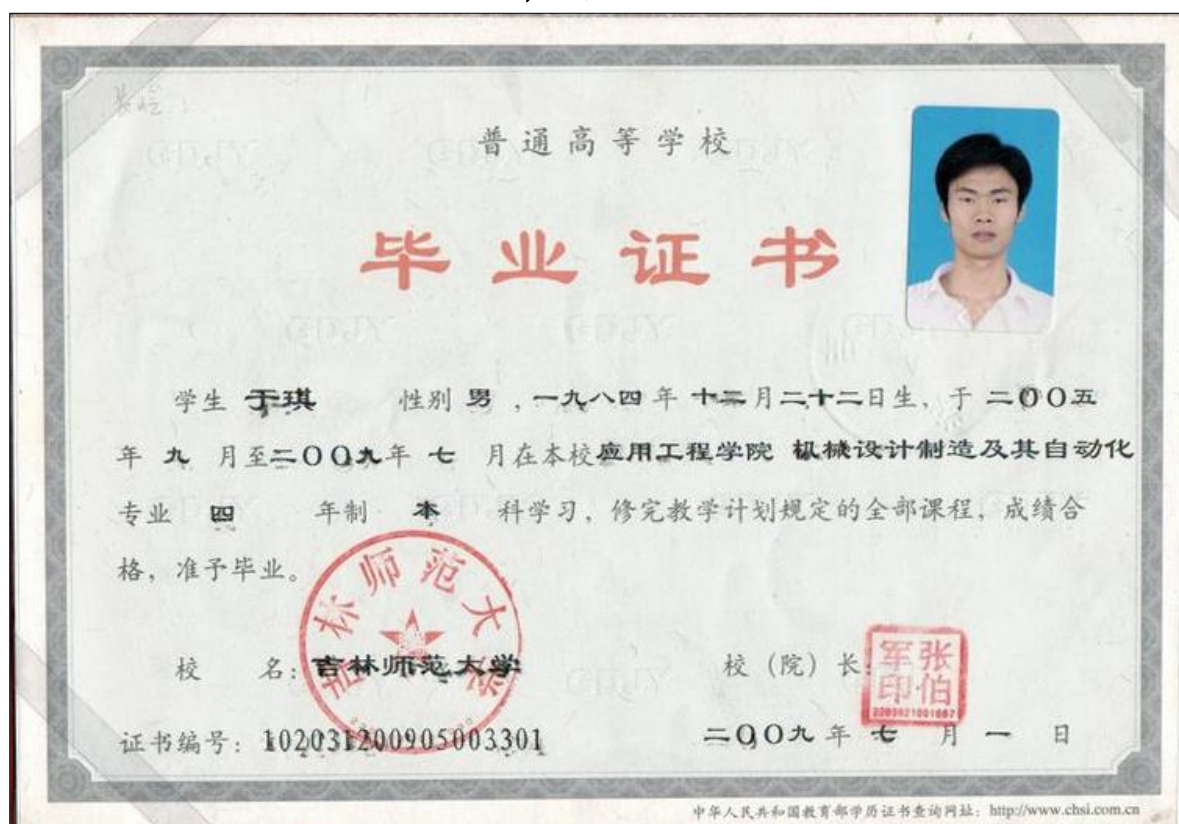 普通高等学校
毕业证书
学生 于琪 性别 男 ，一九八四年 十二月二十二日生，于 二〇〇五
年 九 月至二〇〇九年 七 月在本校应用工程学院 机械设计制造及其自动化
专业 四 年制 本 科学习，修完教学计划规定的全部课程，成绩合
格，准予毕业。
吉林师范大学
校 名：吉林师范大学 校（院）长：
张伯军印
证书编号：102031200905003301 二〇〇九 年 七 月 一 日
中华人民共和国教育部学历证书查询网址：http://www.chsi.com.cn